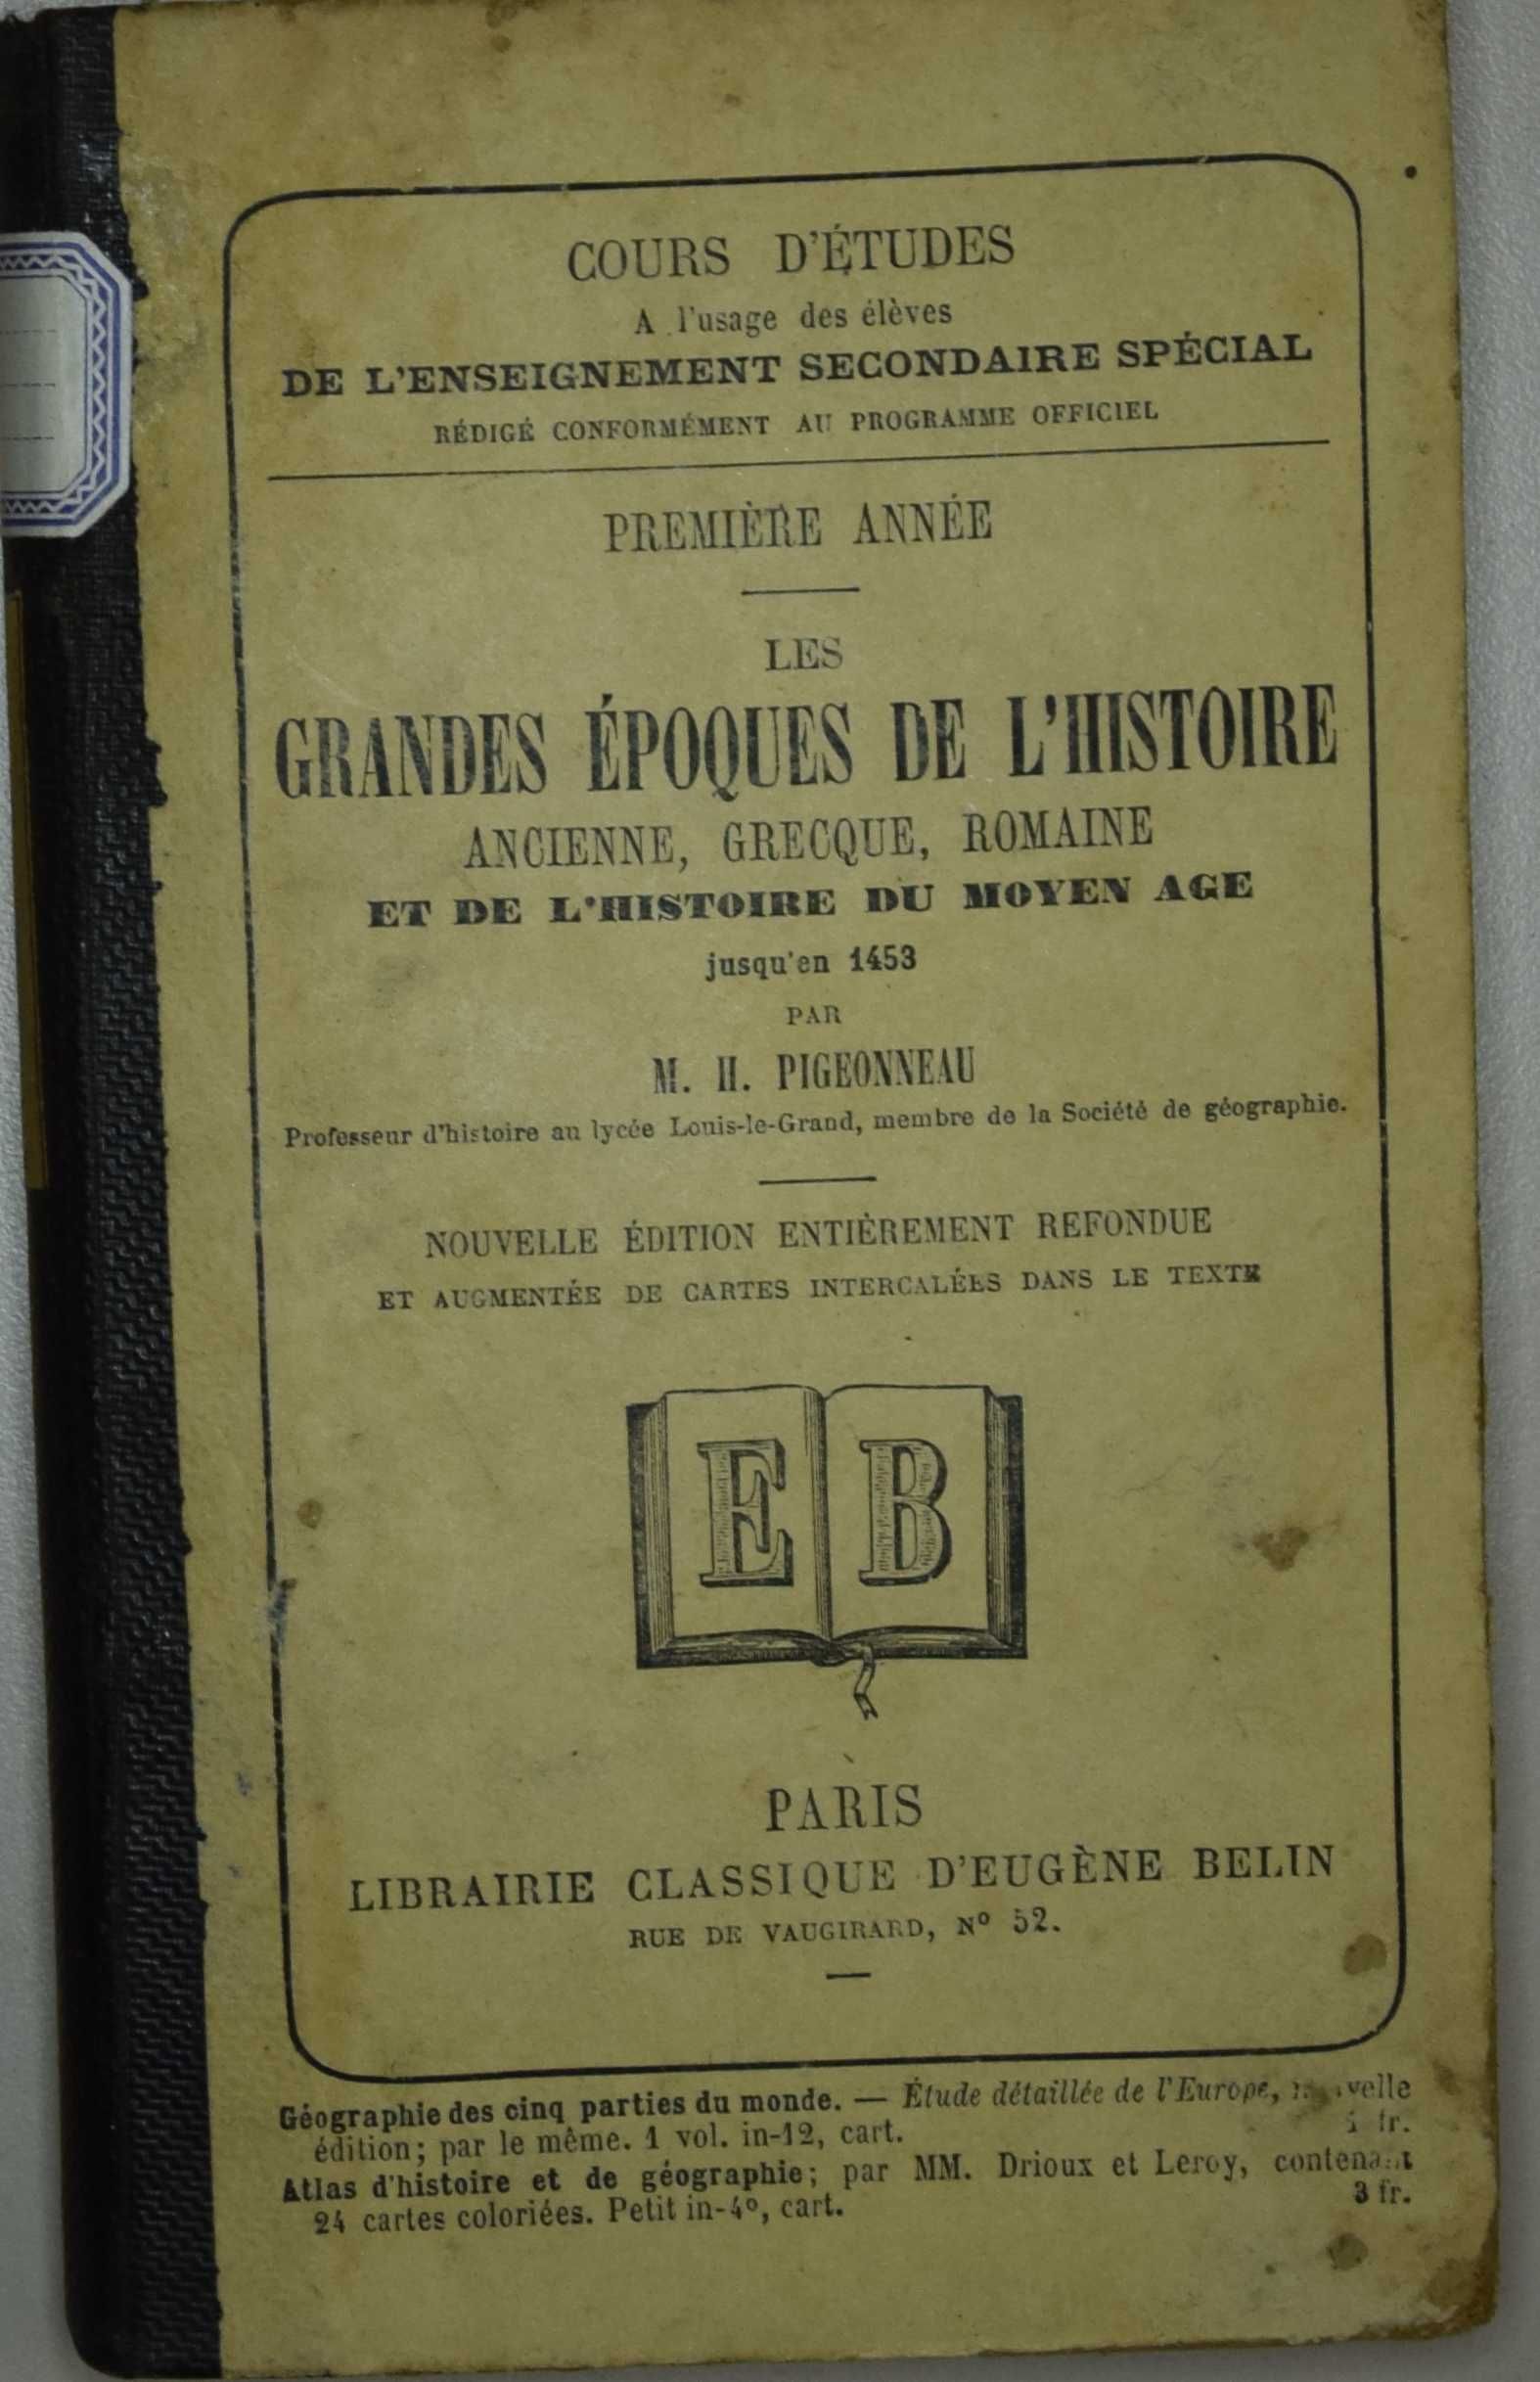 COURS D'ÉTUDES
A l'usage des élèves
DE L'ENSEIGNEMENT SECONDAIRE SPÉCIAL
RÉDIGÉ CONFORMÉMENT AU PROGRAMME OFFICIEL
PREMIÈRE ANNÉE
LES
GRANDES ÉPOQUES DE L'HISTOIRE
ANCIENNE, GRECQUE, ROMAINE
ET DE L'HISTOIRE DU MOYEN AGE
jusqu'en 1453
PAR
M. H. PIGEONNEAU
Professeur d'histoire au lycée Louis-le-Grand, membre de la Société de géographie.
NOUVELLE ÉDITION ENTIÈREMENT REFONDUE
ET AUGMENTÉE DE CARTES INTERCALÉES DANS LE TEXTE
E B
PARIS
LIBRAIRIE CLASSIQUE D'EUGÈNE BELIN
RUE DE VAUGIRARD, Nº 52.
Géographie des cinq parties du monde. — Étude détaillée de l'Europe, nouvelle
édition; par le même. 1 vol. in-12, cart. fr.
Atlas d'histoire et de géographie; par MM. Drioux et Leroy, contenant
24 cartes coloriées. Petit in-4º, cart. 3 fr.